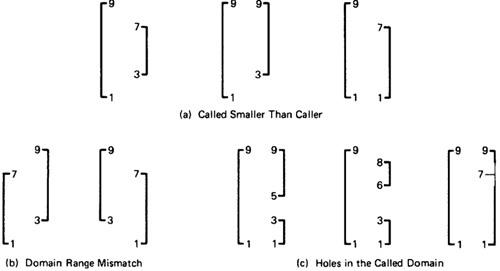 9 9 9 9
7 7
3 3
1 1 1 1
(a) Called Smaller Than Caller
9 9 9 9 9 9 9
8
7 7 7
6
5
3 3 3 3
1 1 1 1 1 1 1 1
(b) Domain Range Mismatch (c) Holes in the Called Domain